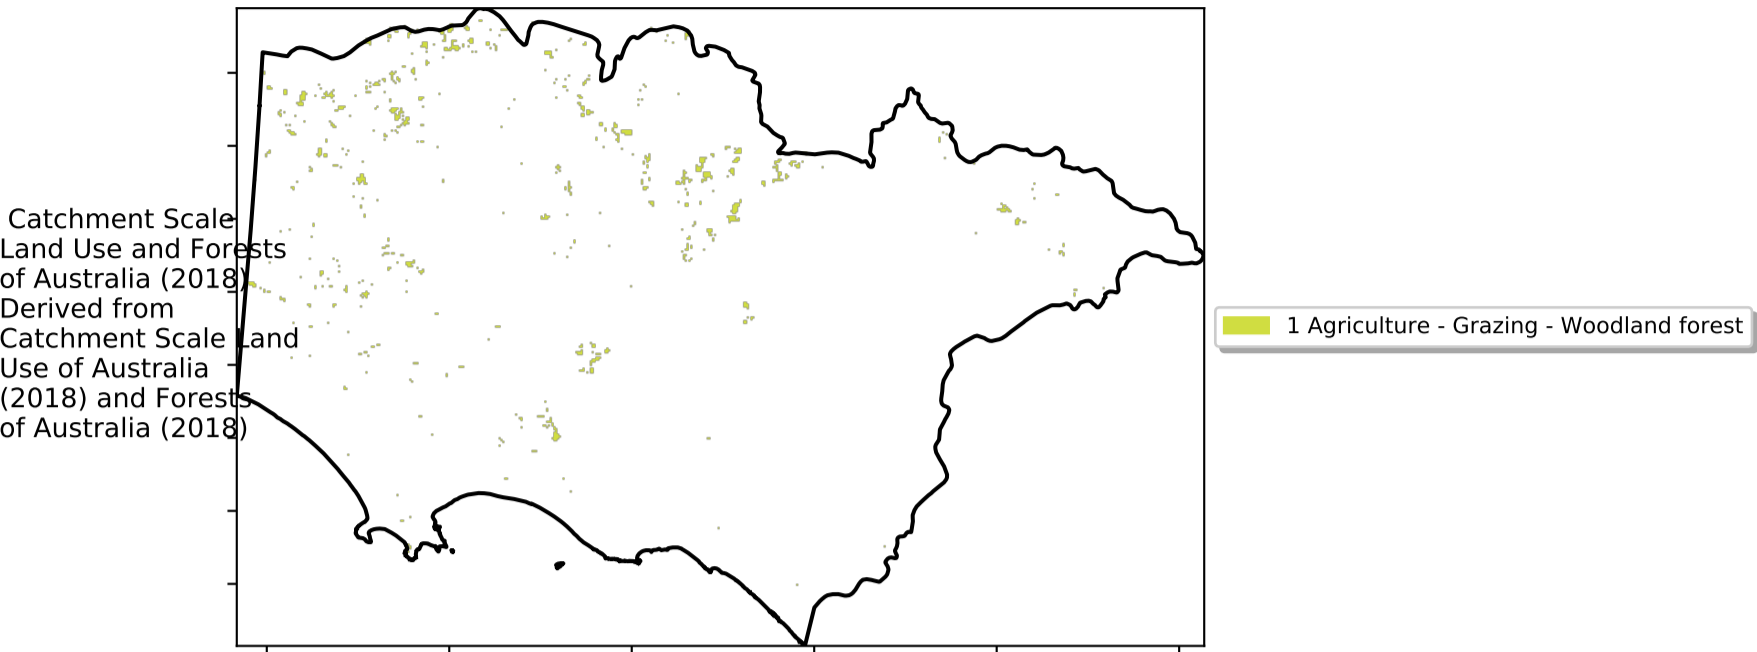 Catchment Scale
Land Use and Forests
of Australia (2018)
Derived from
Catchment Scale Land
Use of Australia
(2018) and Forests
of Australia (2018)
1 Agriculture - Grazing - Woodland forest